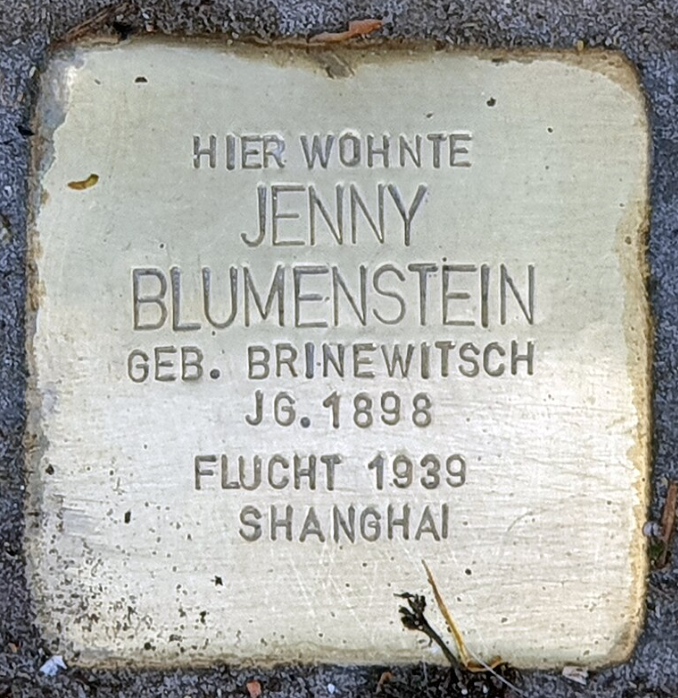 HIER WOHNTE
JENNY
BLUMENSTEIN
GEB. BRINEWITSCH
JG. 1898
FLUCHT 1939
SHANGHAI